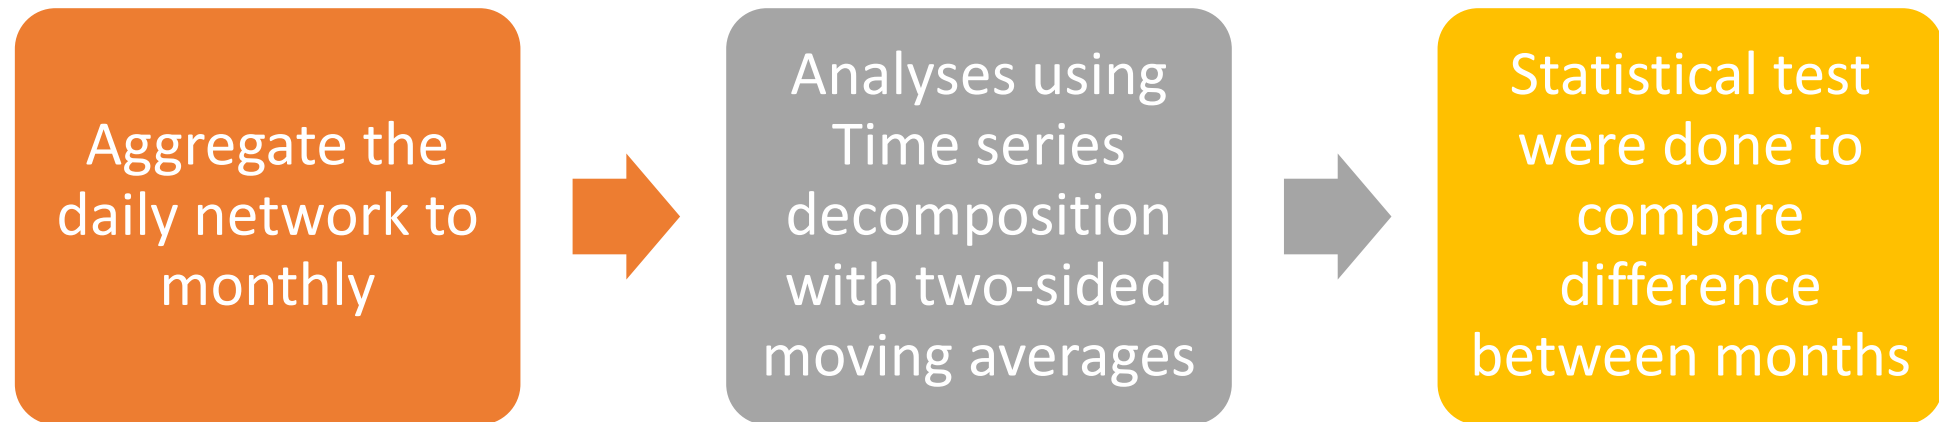 Aggregate the
daily network to
monthly
Analyses using
Time series
decomposition
with two-sided
moving averages
Statistical test
were done to
compare
difference
between months